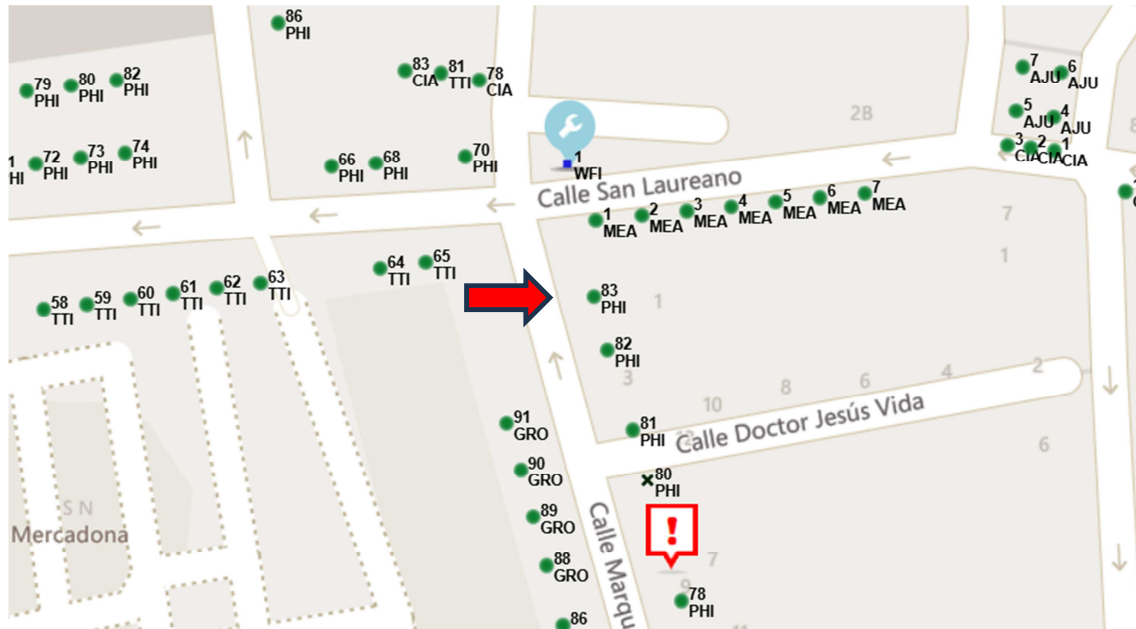 86
PHI
83
CIA
81
TTI
78
CIA
79
PHI
80
PHI
82
PHI
7
AJU
6
AJU
5
AJU
4
AJU
3
CIA
2
CIA
1
CIA
2B
1
HI
72
PHI
73
PHI
74
PHI
66
PHI
68
PHI
70
PHI
1
WFI
Calle San Laureano
1
MEA
2
MEA
3
MEA
4
MEA
5
MEA
6
MEA
7
MEA
7
1
58
TTI
59
TTI
60
TTI
61
TTI
62
TTI
63
TTI
64
TTI
65
TTI
83
PHI
1
82
PHI
3
10
8
6
4
2
91
GRO
81
PHI
Calle Doctor Jesús Vida
6
90
GRO
80
PHI
S N
Mercadona
89
GRO
!
Calle Marqu
88
GRO
7
9
78
PHI
86
11